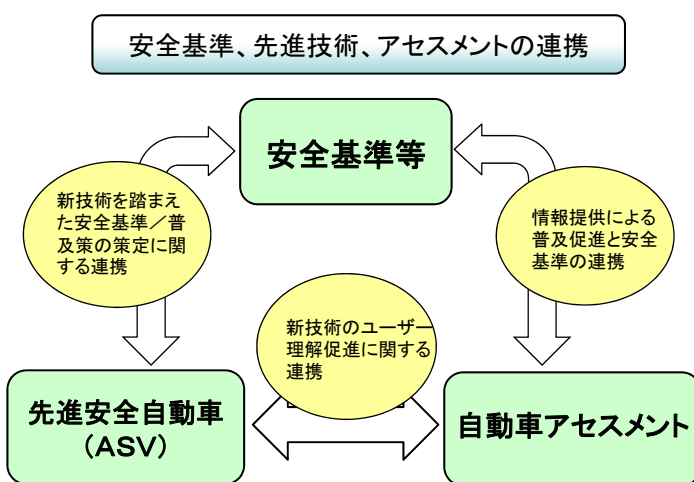 安全基準、先進技術、アセスメントの連携
安全基準等
新技術を踏まえ
た安全基準／普
及策の策定に関
する連携
情報提供による
普及促進と安全
基準の連携
新技術のユーザー
理解促進に関する
連携
先進安全自動車
（ASV）
自動車アセスメント